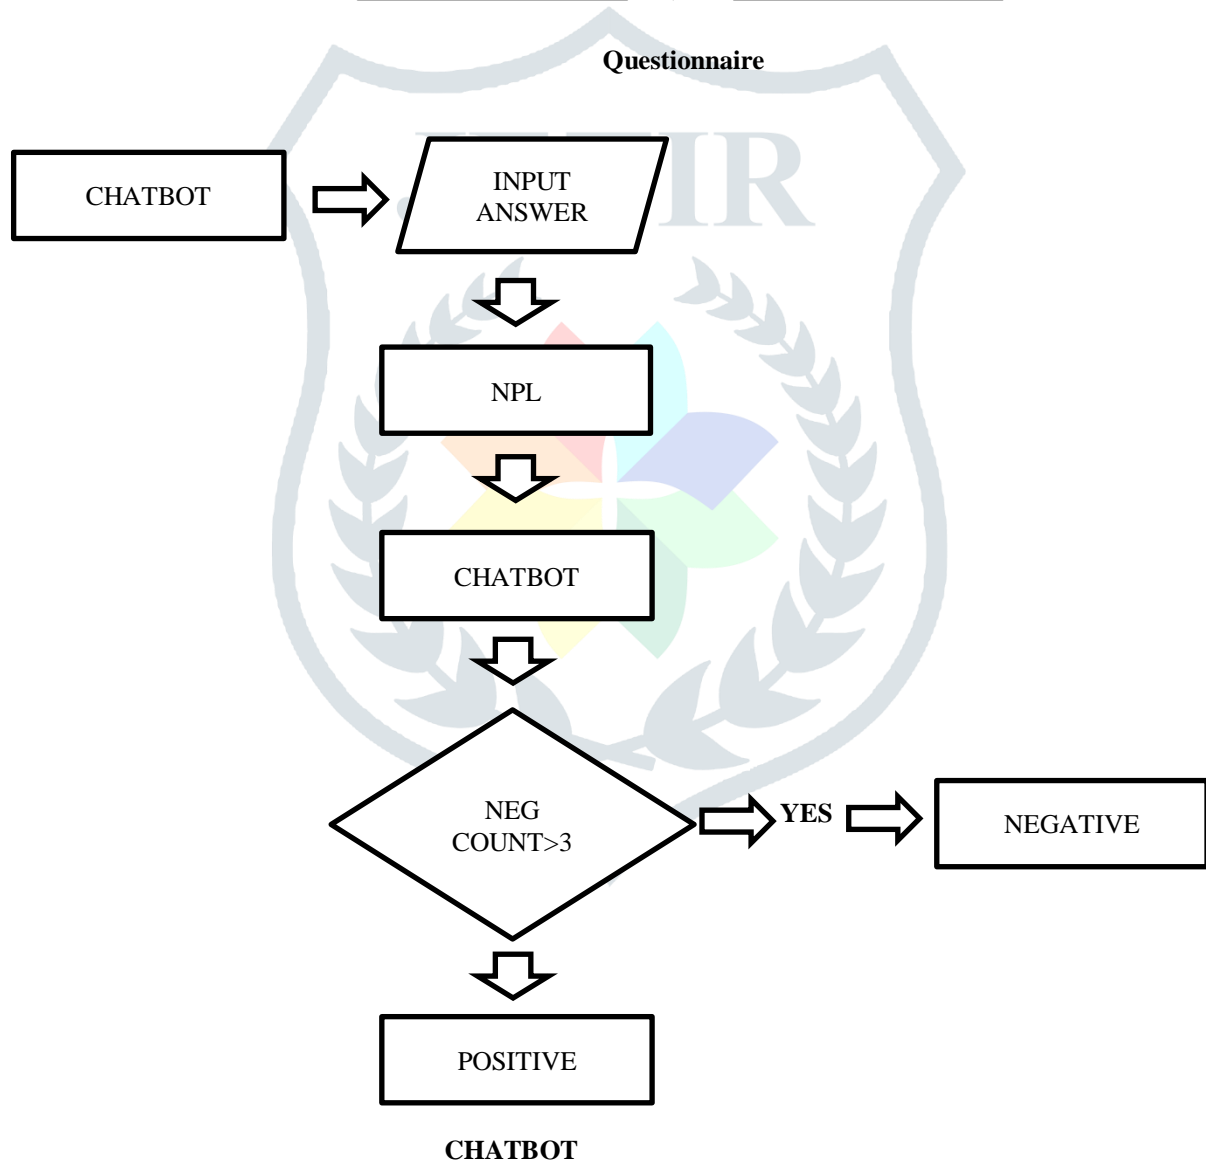 Questionnaire
CHATBOT
INPUT
ANSWER
NPL
CHATBOT
NEG
COUNT>3
YES
NEGATIVE
POSITIVE
CHATBOT